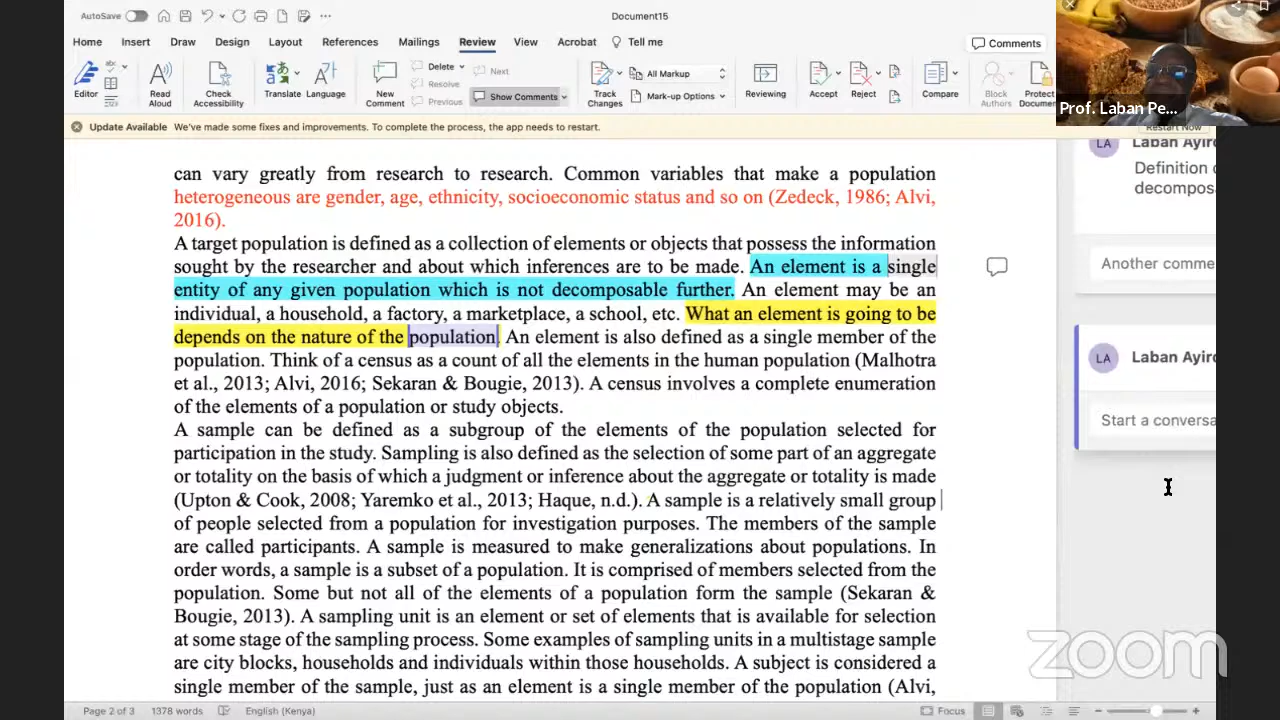 AutoSave
Document15
Home Insert Draw Design Layout References Mailings Review View Acrobat Tell me
Comments
Editor
Read Aloud
Check Accessibility
Translate
Language
New Comment
Delete
Resolve
Previous
Next
Show Comments
Track Changes
All Markup
Mark-up Options
Reviewing
Accept
Reject
Compare
Block Authors
Protect
Prof. Laban Pe...
Update Available We've made some fixes and improvements. To complete the process, the app needs to restart.
Restart Now
can vary greatly from research to research. Common variables that make a population
heterogeneous are gender, age, ethnicity, socioeconomic status and so on (Zedeck, 1986; Alvi,
2016).
A target population is defined as a collection of elements or objects that possess the information
sought by the researcher and about which inferences are to be made. An element is a single
entity of any given population which is not decomposable further. An element may be an
individual, a household, a factory, a marketplace, a school, etc. What an element is going to be
depends on the nature of the population. An element is also defined as a single member of the
population. Think of a census as a count of all the elements in the human population (Malhotra
et al., 2013; Alvi, 2016; Sekaran & Bougie, 2013). A census involves a complete enumeration
of the elements of a population or study objects.
A sample can be defined as a subgroup of the elements of the population selected for
participation in the study. Sampling is also defined as the selection of some part of an aggregate
or totality on the basis of which a judgment or inference about the aggregate or totality is made
(Upton & Cook, 2008; Yaremko et al., 2013; Haque, n.d.). A sample is a relatively small group
of people selected from a population for investigation purposes. The members of the sample
are called participants. A sample is measured to make generalizations about populations. In
order words, a sample is a subset of a population. It is comprised of members selected from the
population. Some but not all of the elements of a population form the sample (Sekaran &
Bougie, 2013). A sampling unit is an element or set of elements that is available for selection
at some stage of the sampling process. Some examples of sampling units in a multistage sample
are city blocks, households and individuals within those households. A subject is considered a
single member of the sample, just as an element is a single member of the population (Alvi,
LA Laban Ayiro
Definition
decompos
Another comme
LA Laban Ayiro
Start a conversa
zoom
Page 2 of 3 1378 words English (Kenya) Focus